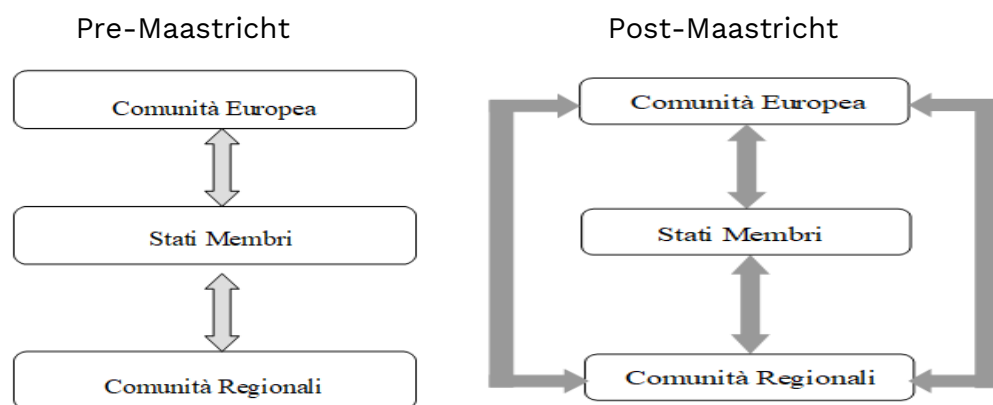 Pre-Maastricht
Comunità Europea
Stati Membri
Comunità Regionali
Post-Maastricht
Comunità Europea
Stati Membri
Comunità Regionali